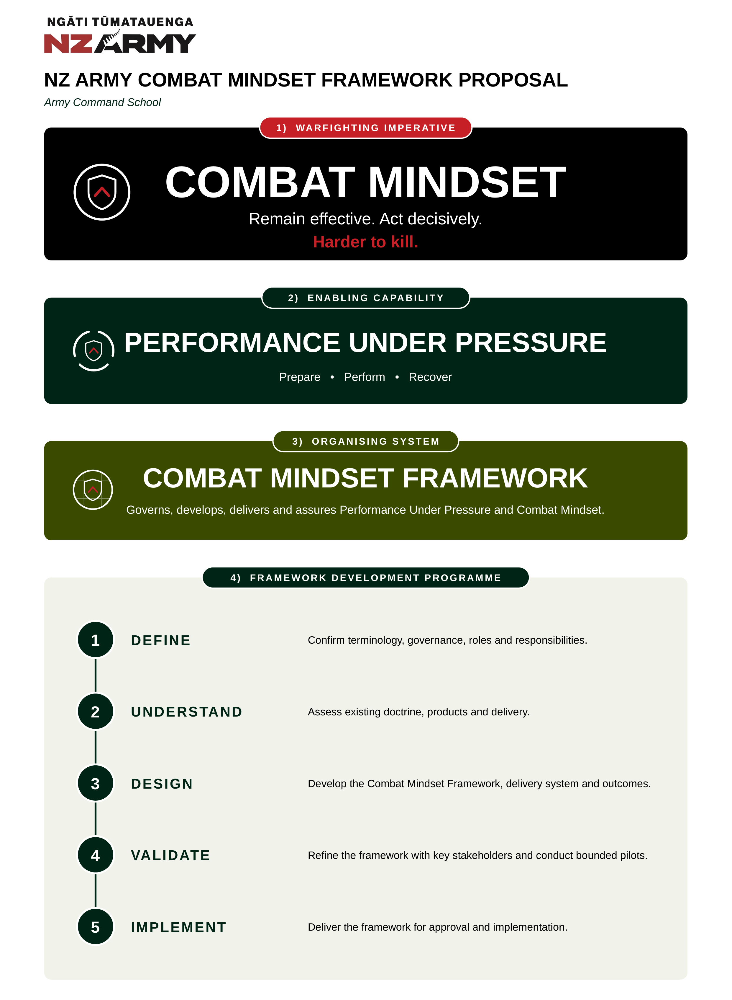 NGĀTI TŪMATAUENGA
NZ ARMY
NZ ARMY COMBAT MINDSET FRAMEWORK PROPOSAL
Army Command School
1) WARFIGHTING IMPERATIVE
COMBAT MINDSET
Remain effective. Act decisively.
Harder to kill.
2) ENABLING CAPABILITY
PERFORMANCE UNDER PRESSURE
Prepare • Perform • Recover
3) ORGANISING SYSTEM
COMBAT MINDSET FRAMEWORK
Governs, develops, delivers and assures Performance Under Pressure and Combat Mindset.
4) FRAMEWORK DEVELOPMENT PROGRAMME
1 DEFINE Confirm terminology, governance, roles and responsibilities.
2 UNDERSTAND Assess existing doctrine, products and delivery.
3 DESIGN Develop the Combat Mindset Framework, delivery system and outcomes.
4 VALIDATE Refine the framework with key stakeholders and conduct bounded pilots.
5 IMPLEMENT Deliver the framework for approval and implementation.